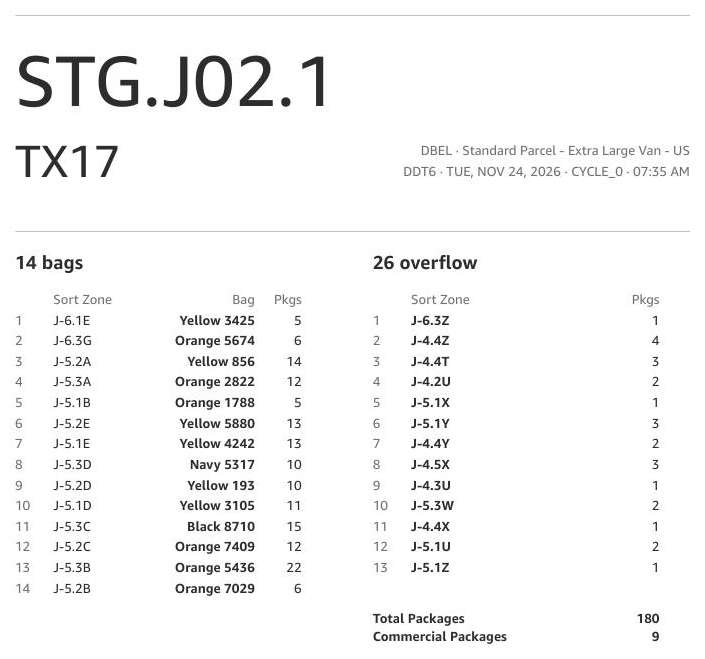 STG.J02.1
TX17
DBEL · Standard Parcel - Extra Large Van - US
DDT6 · TUE, NOV 24, 2026 · CYCLE_0 · 07:35 AM
14 bags
Sort Zone Bag Pkgs
1 J-6.1E Yellow 3425 5
2 J-6.3G Orange 5674 6
3 J-5.2A Yellow 856 14
4 J-5.3A Orange 2822 12
5 J-5.1B Orange 1788 5
6 J-5.2E Yellow 5880 13
7 J-5.1E Yellow 4242 13
8 J-5.3D Navy 5317 10
9 J-5.2D Yellow 193 10
10 J-5.1D Yellow 3105 11
11 J-5.3C Black 8710 15
12 J-5.2C Orange 7409 12
13 J-5.3B Orange 5436 22
14 J-5.2B Orange 7029 6
26 overflow
Sort Zone Pkgs
1 J-6.3Z 1
2 J-4.4Z 4
3 J-4.4T 3
4 J-4.2U 2
5 J-5.1X 1
6 J-5.1Y 3
7 J-4.4Y 2
8 J-4.5X 3
9 J-4.3U 1
10 J-5.3W 2
11 J-4.4X 1
12 J-5.1U 2
13 J-5.1Z 1
Total Packages 180
Commercial Packages 9